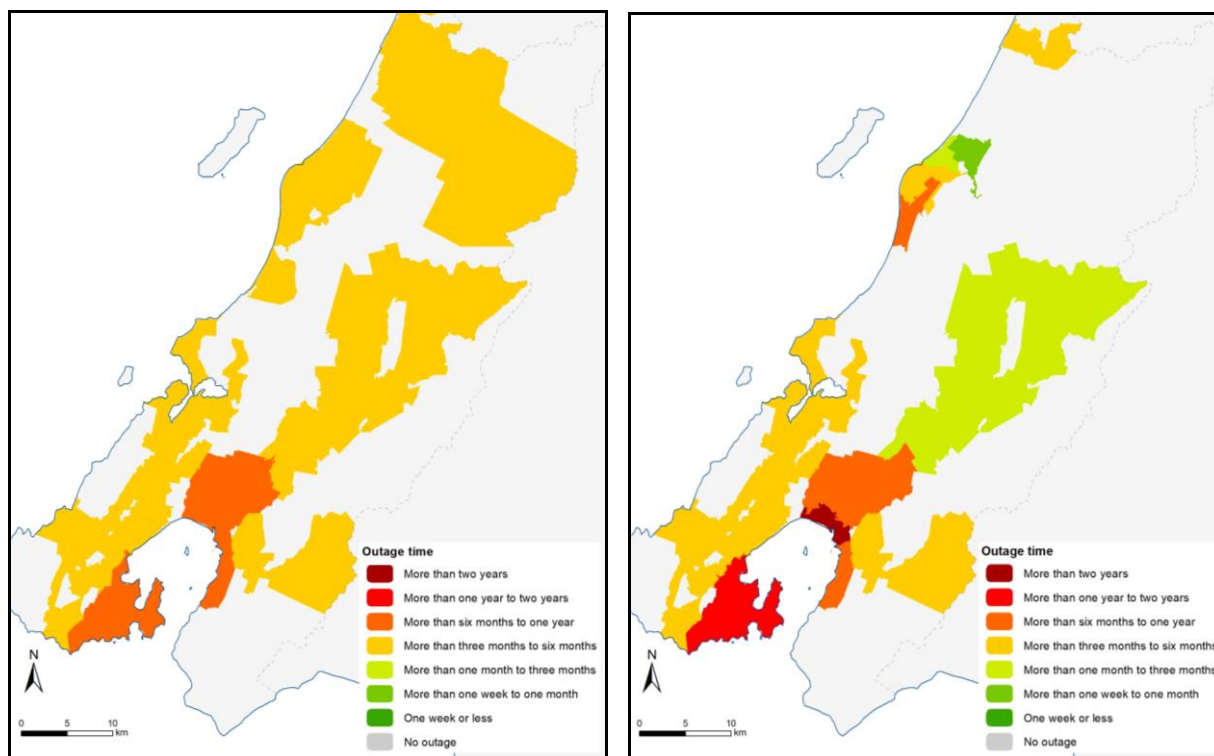 N
0 5 10
km
Outage time
More than two years
More than one year to two years
More than six months to one year
More than three months to six months
More than one month to three months
More than one week to one month
One week or less
No outage
N
0 5 10
km
Outage time
More than two years
More than one year to two years
More than six months to one year
More than three months to six months
More than one month to three months
More than one week to one month
One week or less
No outage